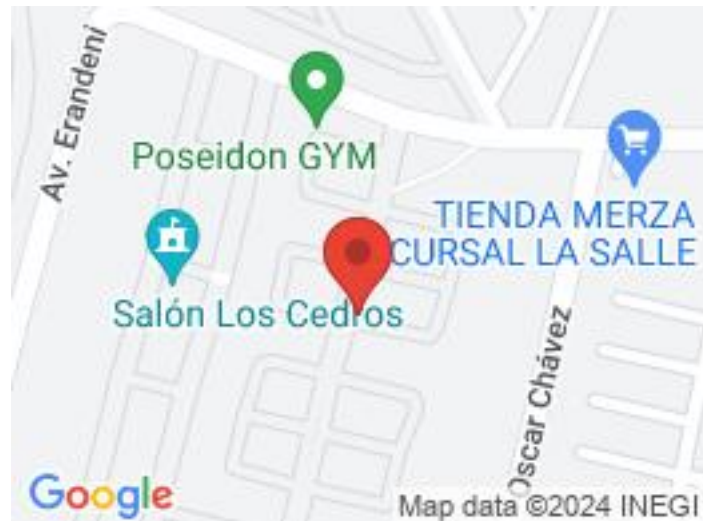 Av. Erandeni
Poseidon GYM
TIENDA MERZA
CURSAL LA SALLE
Salón Los Cedros
Oscar Chávez
Google
Map data ©2024 INEGI